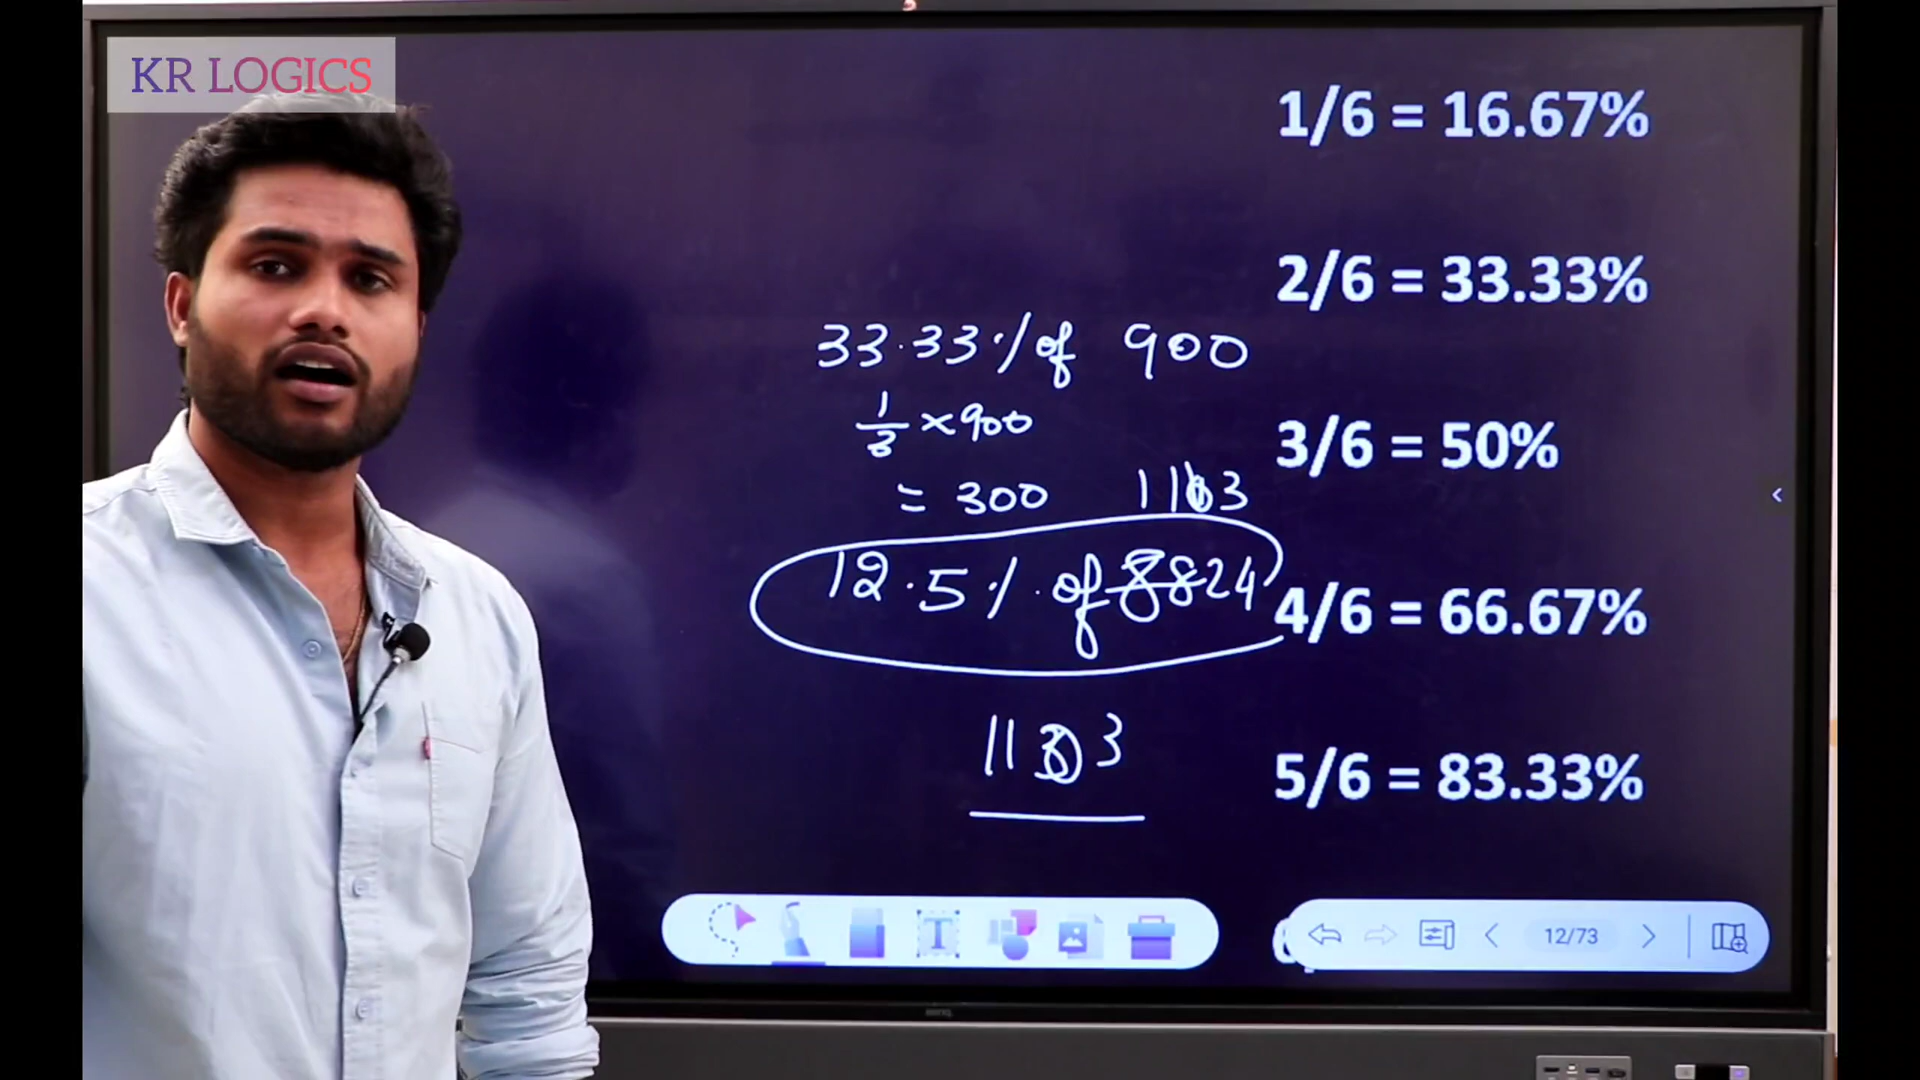 KR LOGICS
1/6 = 16.67%
2/6 = 33.33%
33.33% of 900
1/3 × 900
3/6 = 50%
= 300
1103
12.5% of 8824
4/6 = 66.67%
1103
5/6 = 83.33%
T
12/73